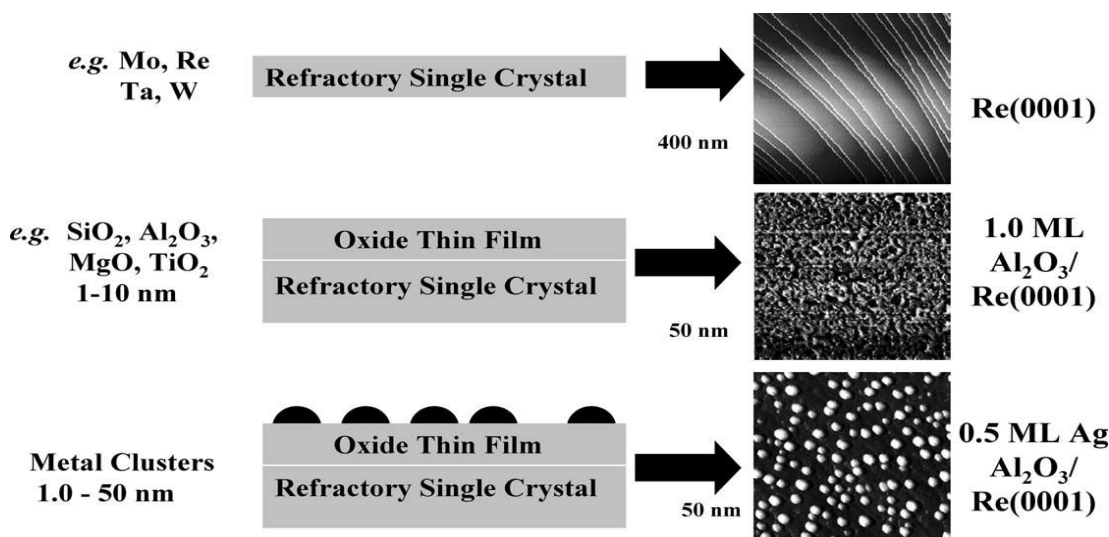 e.g. Mo, Re
Ta, W
Refractory Single Crystal
400 nm
Re(0001)
e.g. SiO₂, Al₂O₃,
MgO, TiO₂
1-10 nm
Oxide Thin Film
Refractory Single Crystal
50 nm
1.0 ML
Al₂O₃/
Re(0001)
Metal Clusters
1.0 - 50 nm
Oxide Thin Film
Refractory Single Crystal
50 nm
0.5 ML Ag
Al₂O₃/
Re(0001)